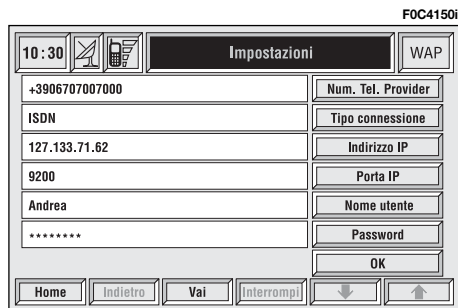 F0C4150i
10:30 Impostazioni WAP
+3906707007000 Num. Tel. Provider
ISDN Tipo connessione
127.133.71.62 Indirizzo IP
9200 Porta IP
Andrea Nome utente
******** Password
OK
Home Indietro Vai Interrompi